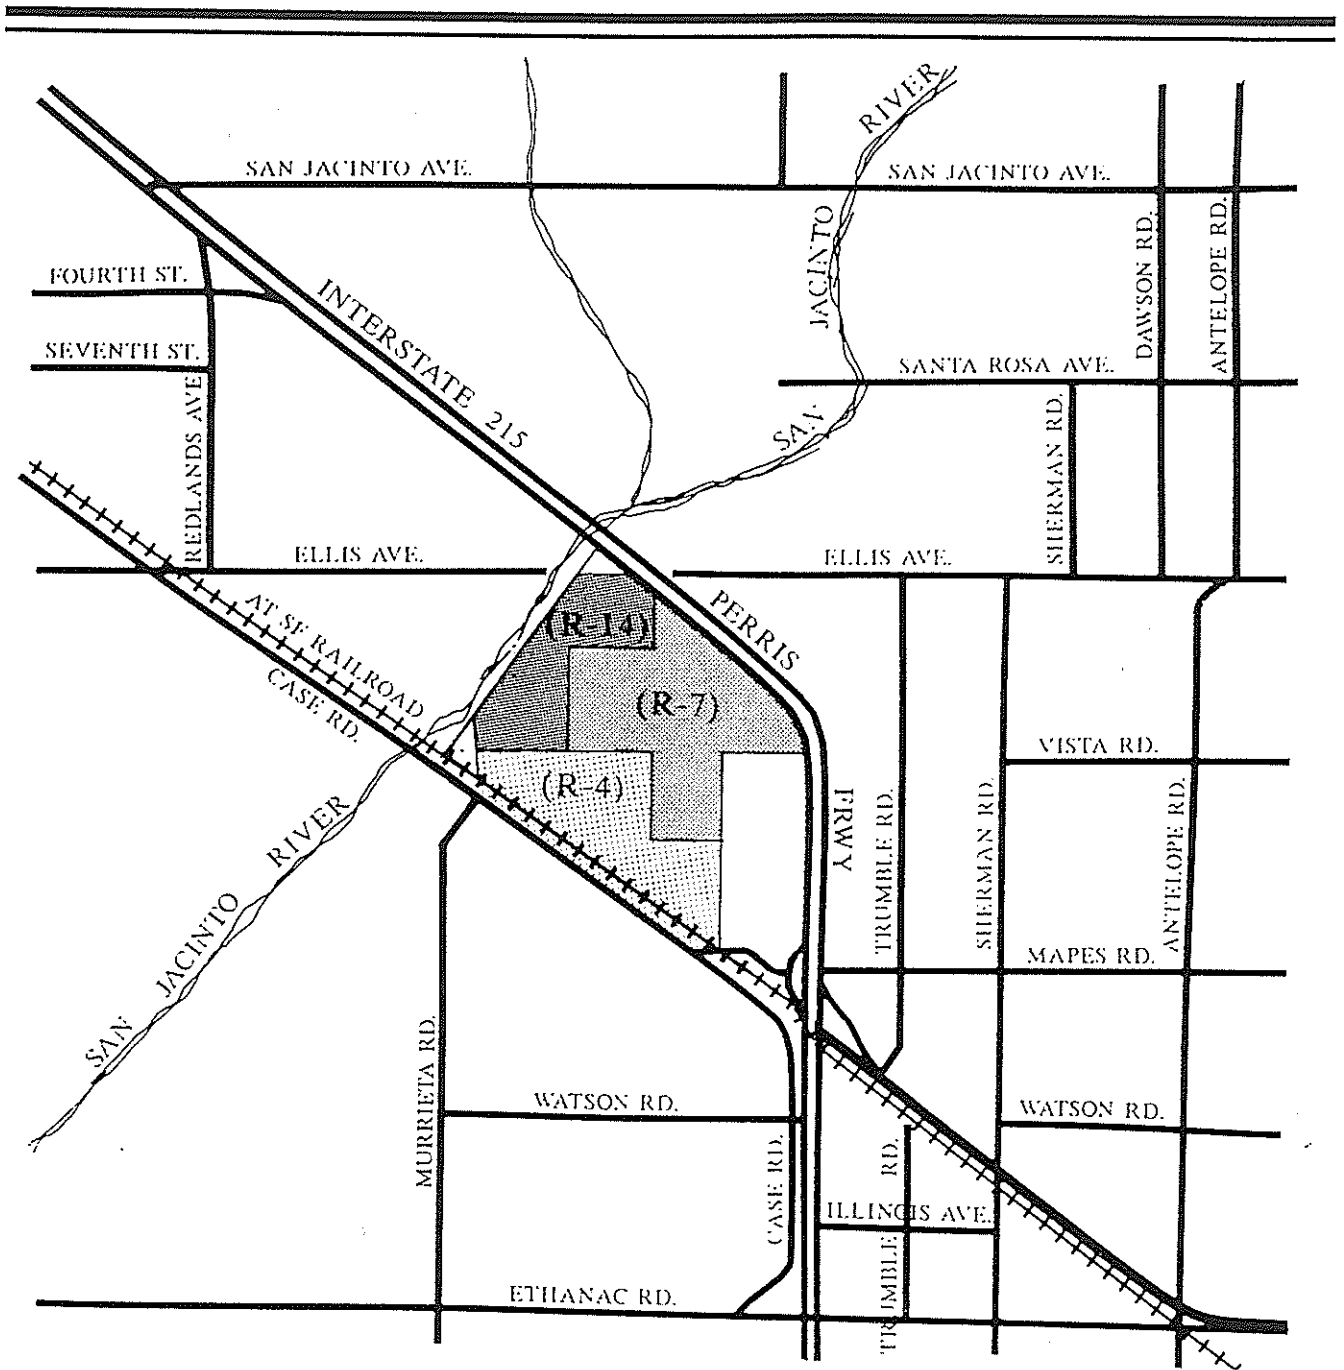 RIVER
SAN JACINTO AVE.
SAN JACINTO AVE.
JACINTO
DAWSON RD.
ANTELOPE RD.
FOURTH ST.
INTERSTATE 215
SEVENTH ST.
SANTA ROSA AVE.
REDLANDS AVE
SAN
SHERMAN RD.
ELLIS AVE.
ELLIS AVE.
AT SF RAILROAD
CASE RD.
(R-14)
PERRIS
(R-7)
VISTA RD.
(R-4)
FRWY
TRUMBLE RD.
SHERMAN RD.
ANTELOPE RD.
SAN JACINTO RIVER
MAPES RD.
MURRIETA RD.
WATSON RD.
WATSON RD.
CASE RD.
TRUMBLE RD.
ILLINOIS AVE.
ETHANAC RD.